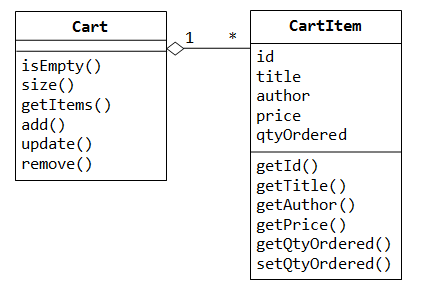 Cart
isEmpty()
size()
getItems()
add()
update()
remove()
1 *
CartItem
id
title
author
price
qtyOrdered
getId()
getTitle()
getAuthor()
getPrice()
getQtyOrdered()
setQtyOrdered()